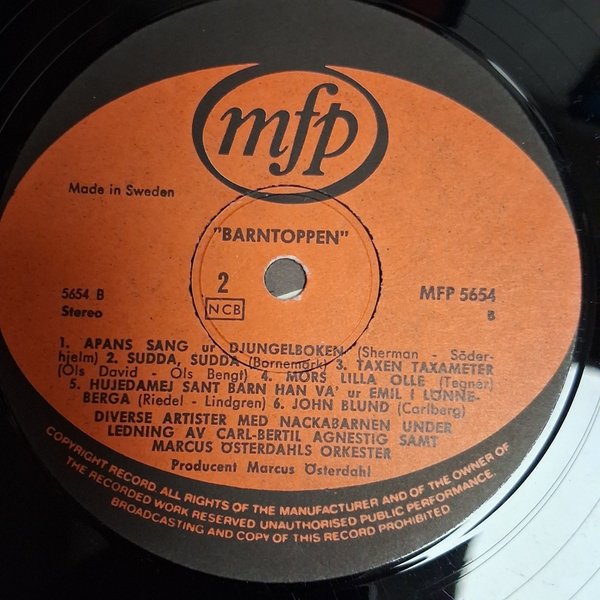 mfp
Made in Sweden
"BARNTOPPEN"
2
NCB
5654 B
Stereo
MFP 5654
B
1. APANS SANG ur DJUNGELBOKEN (Sherman - Söder-
hjelm) 2. SUDDA, SUDDA (Bornemark) 3. TAXEN TAXAMETER
(Ols David - Ols Bengt) 4. MORS LILLA OLLE (Tegner)
5. HUJEDAMEJ SANT BARN HAN VA' ur EMIL I LÖNNE-
BERGA (Riedel - Lindgren) 6. JOHN BLUND (Carlberg)
DIVERSE ARTISTER MED NACKABARNEN UNDER
LEDNING AV CARL-BERTIL AGNESTIG SAMT
MARCUS ÖSTERDAHLS ORKESTER
Producent Marcus Österdahl
COPYRIGHT RECORD. ALL RIGHTS OF THE MANUFACTURER AND OF THE OWNER OF
THE RECORDED WORK RESERVED UNAUTHORISED PUBLIC PERFORMANCE.
BROADCASTING AND COPY OF THIS RECORD PROHIBITED